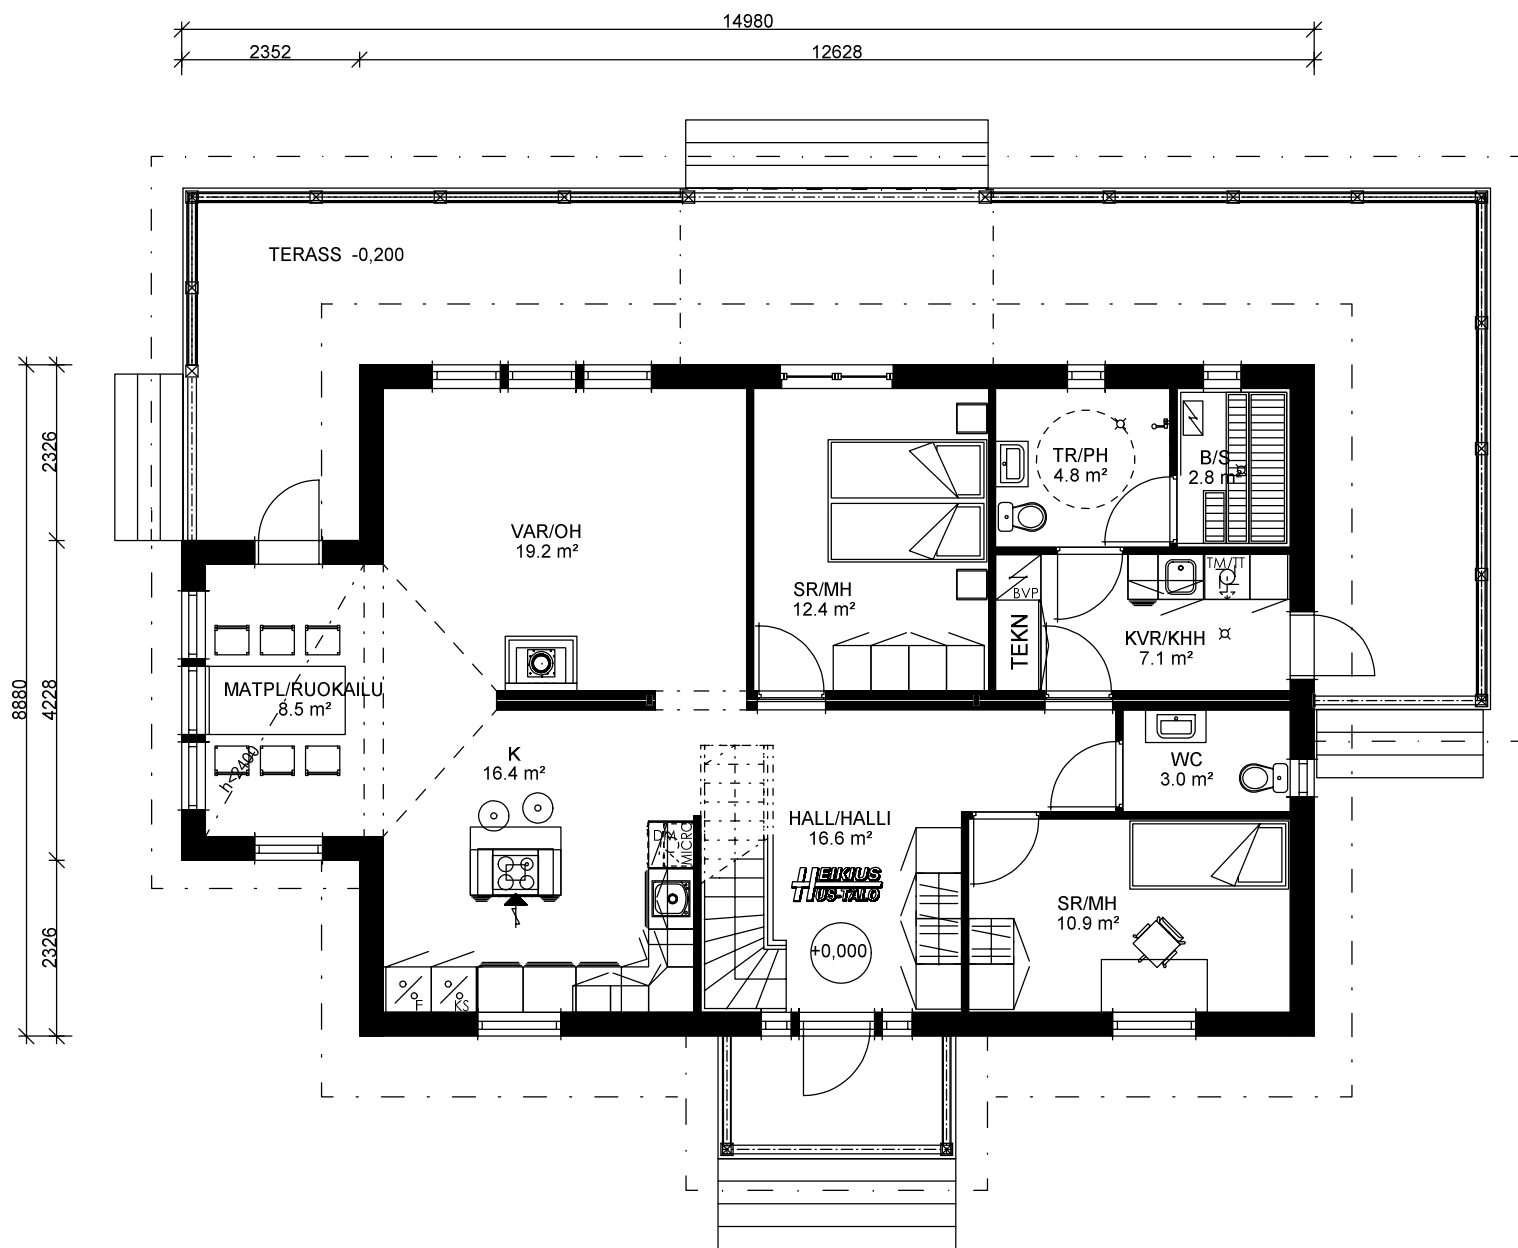 14980
2352
12628
TERASS -0,200
2326
4228
8880
2326
VAR/OH
19.2 m²
SR/MH
12.4 m²
TR/PH
4.8 m²
B/S
2.8 m²
BVP
TM/TT
TEKN
KVR/KHH
7.1 m²
MATPL/RUOKAILU
8.5 m²
h<2400
K
16.4 m²
WC
3.0 m²
HALL/HALLI
16.6 m²
MICRO
HEIKIUS
HUS-TALO
+0,000
SR/MH
10.9 m²
F
KS